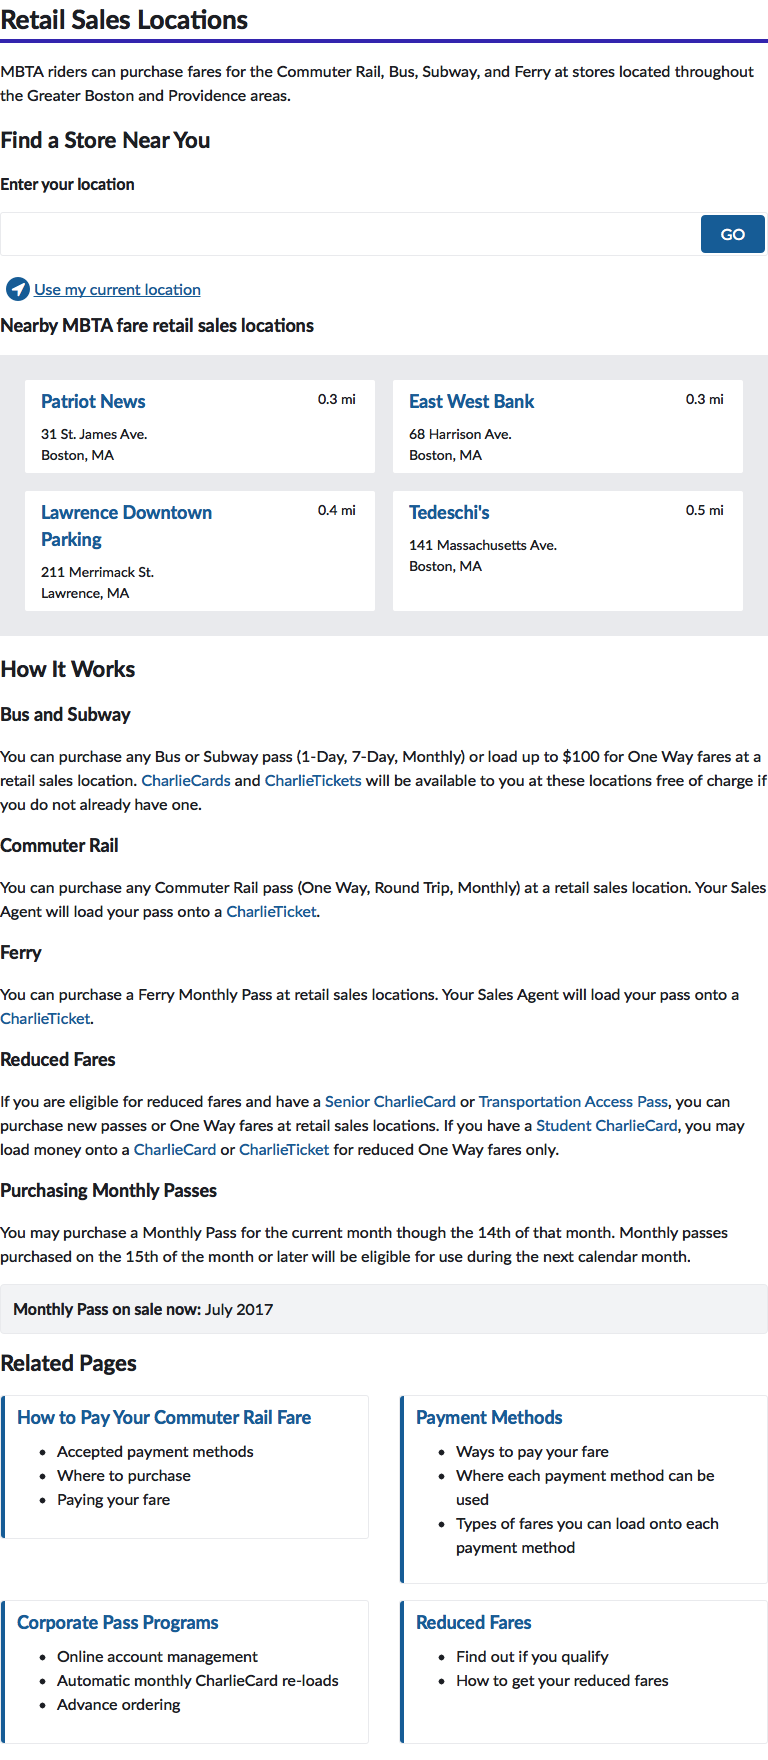 Retail Sales Locations
MBTA riders can purchase fares for the Commuter Rail, Bus, Subway, and Ferry at stores located throughout
the Greater Boston and Providence areas.
Find a Store Near You
Enter your location
GO
Use my current location
Nearby MBTA fare retail sales locations
Patriot News 0.3 mi
31 St. James Ave.
Boston, MA
East West Bank 0.3 mi
68 Harrison Ave.
Boston, MA
Lawrence Downtown 0.4 mi
Parking
211 Merrimack St.
Lawrence, MA
Tedeschi's 0.5 mi
141 Massachusetts Ave.
Boston, MA
How It Works
Bus and Subway
You can purchase any Bus or Subway pass (1-Day, 7-Day, Monthly) or load up to $100 for One Way fares at a
retail sales location. CharlieCards and CharlieTickets will be available to you at these locations free of charge if
you do not already have one.
Commuter Rail
You can purchase any Commuter Rail pass (One Way, Round Trip, Monthly) at a retail sales location. Your Sales
Agent will load your pass onto a CharlieTicket.
Ferry
You can purchase a Ferry Monthly Pass at retail sales locations. Your Sales Agent will load your pass onto a
CharlieTicket.
Reduced Fares
If you are eligible for reduced fares and have a Senior CharlieCard or Transportation Access Pass, you can
purchase new passes or One Way fares at retail sales locations. If you have a Student CharlieCard, you may
load money onto a CharlieCard or CharlieTicket for reduced One Way fares only.
Purchasing Monthly Passes
You may purchase a Monthly Pass for the current month though the 14th of that month. Monthly passes
purchased on the 15th of the month or later will be eligible for use during the next calendar month.
Monthly Pass on sale now: July 2017
Related Pages
How to Pay Your Commuter Rail Fare
• Accepted payment methods
• Where to purchase
• Paying your fare
Payment Methods
• Ways to pay your fare
• Where each payment method can be
used
• Types of fares you can load onto each
payment method
Corporate Pass Programs
• Online account management
• Automatic monthly CharlieCard re-loads
• Advance ordering
Reduced Fares
• Find out if you qualify
• How to get your reduced fares